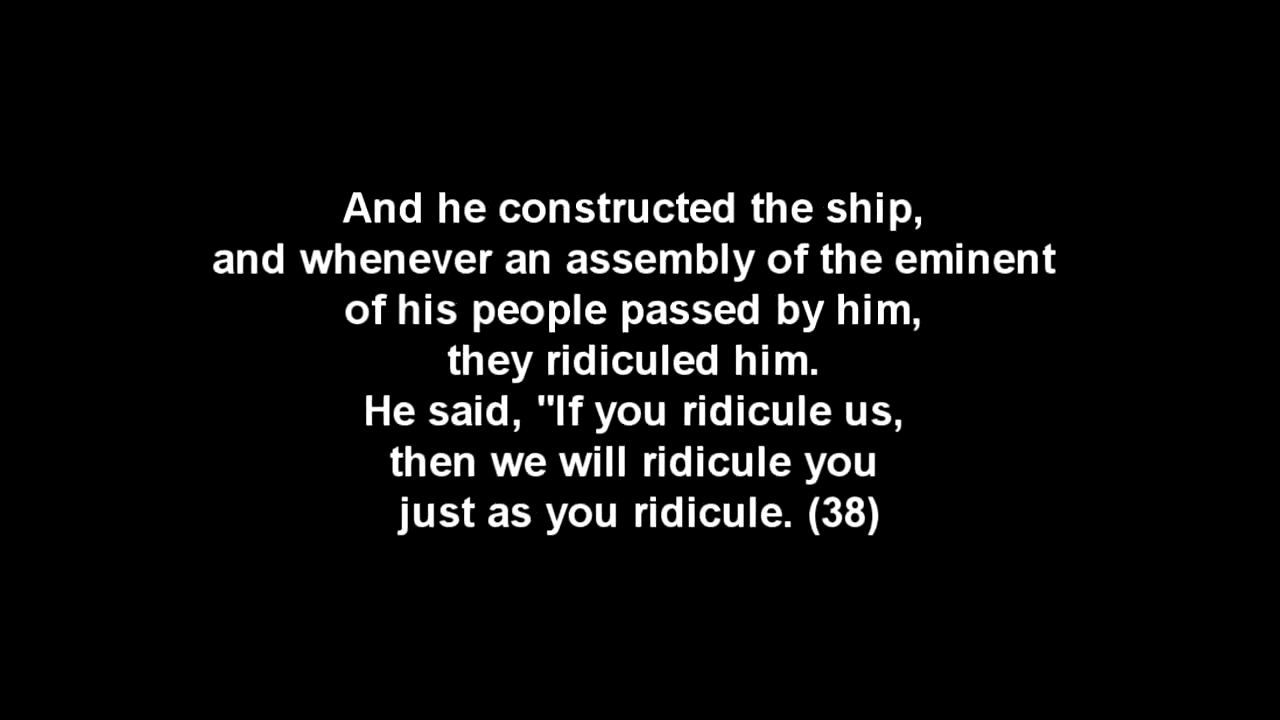 And he constructed the ship,
and whenever an assembly of the eminent
of his people passed by him,
they ridiculed him.
He said, "If you ridicule us,
then we will ridicule you
just as you ridicule. (38)